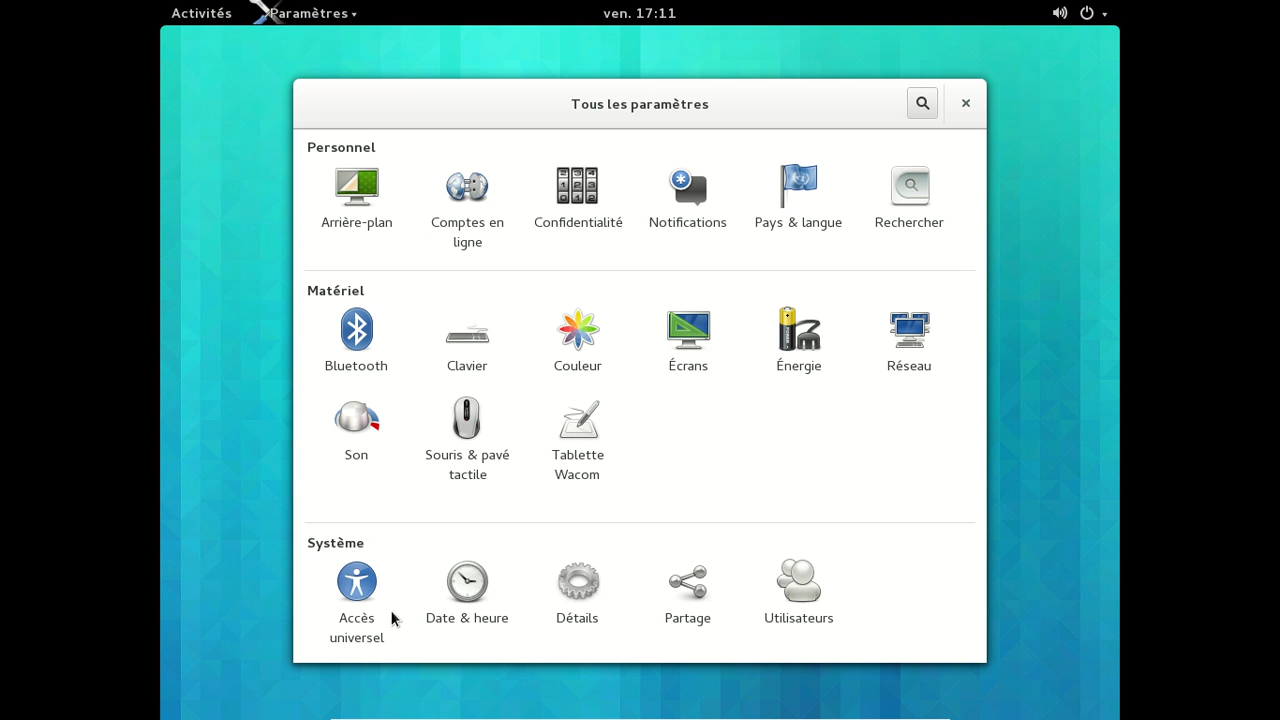 Activités Paramètres ven. 17:11
Tous les paramètres
Personnel
Arrière-plan Comptes en Confidentialité Notifications Pays & langue Rechercher
ligne
Matériel
Bluetooth Clavier Couleur Écrans Énergie Réseau
Son Souris & pavé Tablette
tactile Wacom
Système
Accès Date & heure Détails Partage Utilisateurs
universel